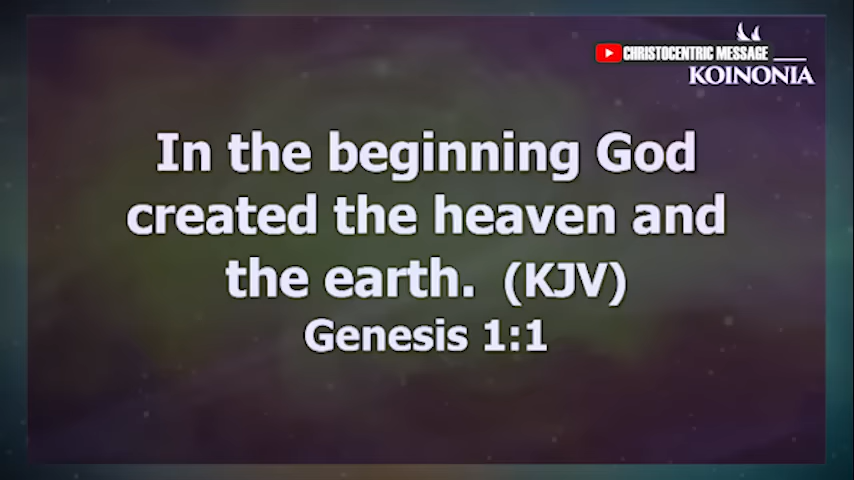 CHRISTOCENTRIC MESSAGE
KOINONIA
In the beginning God
created the heaven and
the earth. (KJV)
Genesis 1:1